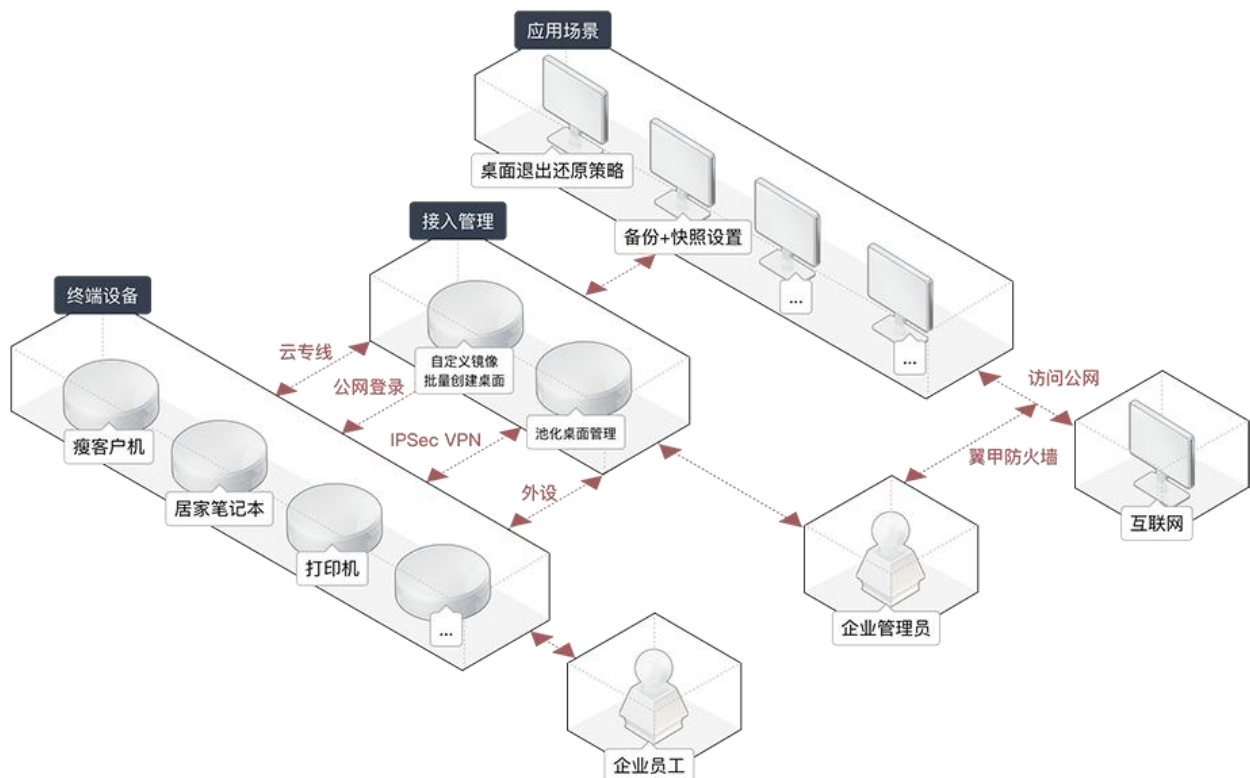 应用场景
桌面退出还原策略
备份+快照设置
...
...
接入管理
自定义镜像
批量创建桌面
池化桌面管理
终端设备
瘦客户机
居家笔记本
打印机
...
云专线
公网登录
IPSec VPN
外设
访问公网
翼甲防火墙
互联网
企业管理员
企业员工